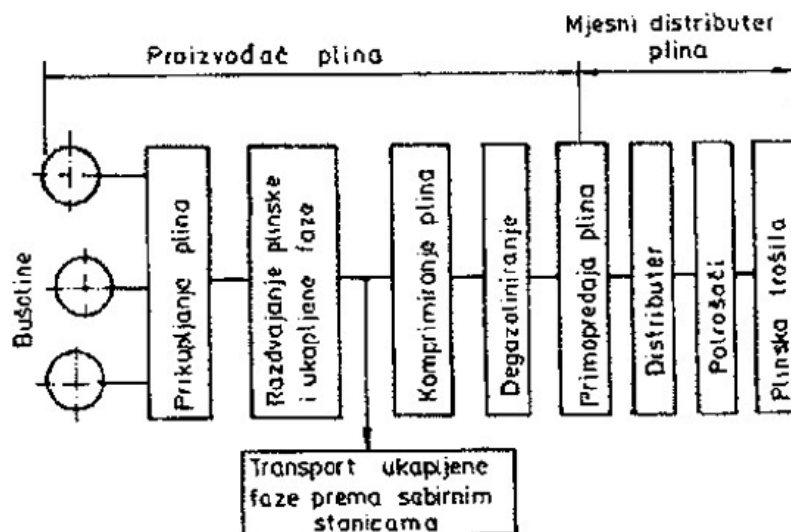 Proizvođač plina
Mjesni distributer
plina
Bušotine
Prikupljanje plina
Razdvajanje plinske
i ukapljene faze
Komprimiranje plina
Degazoliniranje
Primopredaja plina
Distributer
Potrošači
Plinska trošila
Transport ukapljene
faze prema sabirnim
stanicama